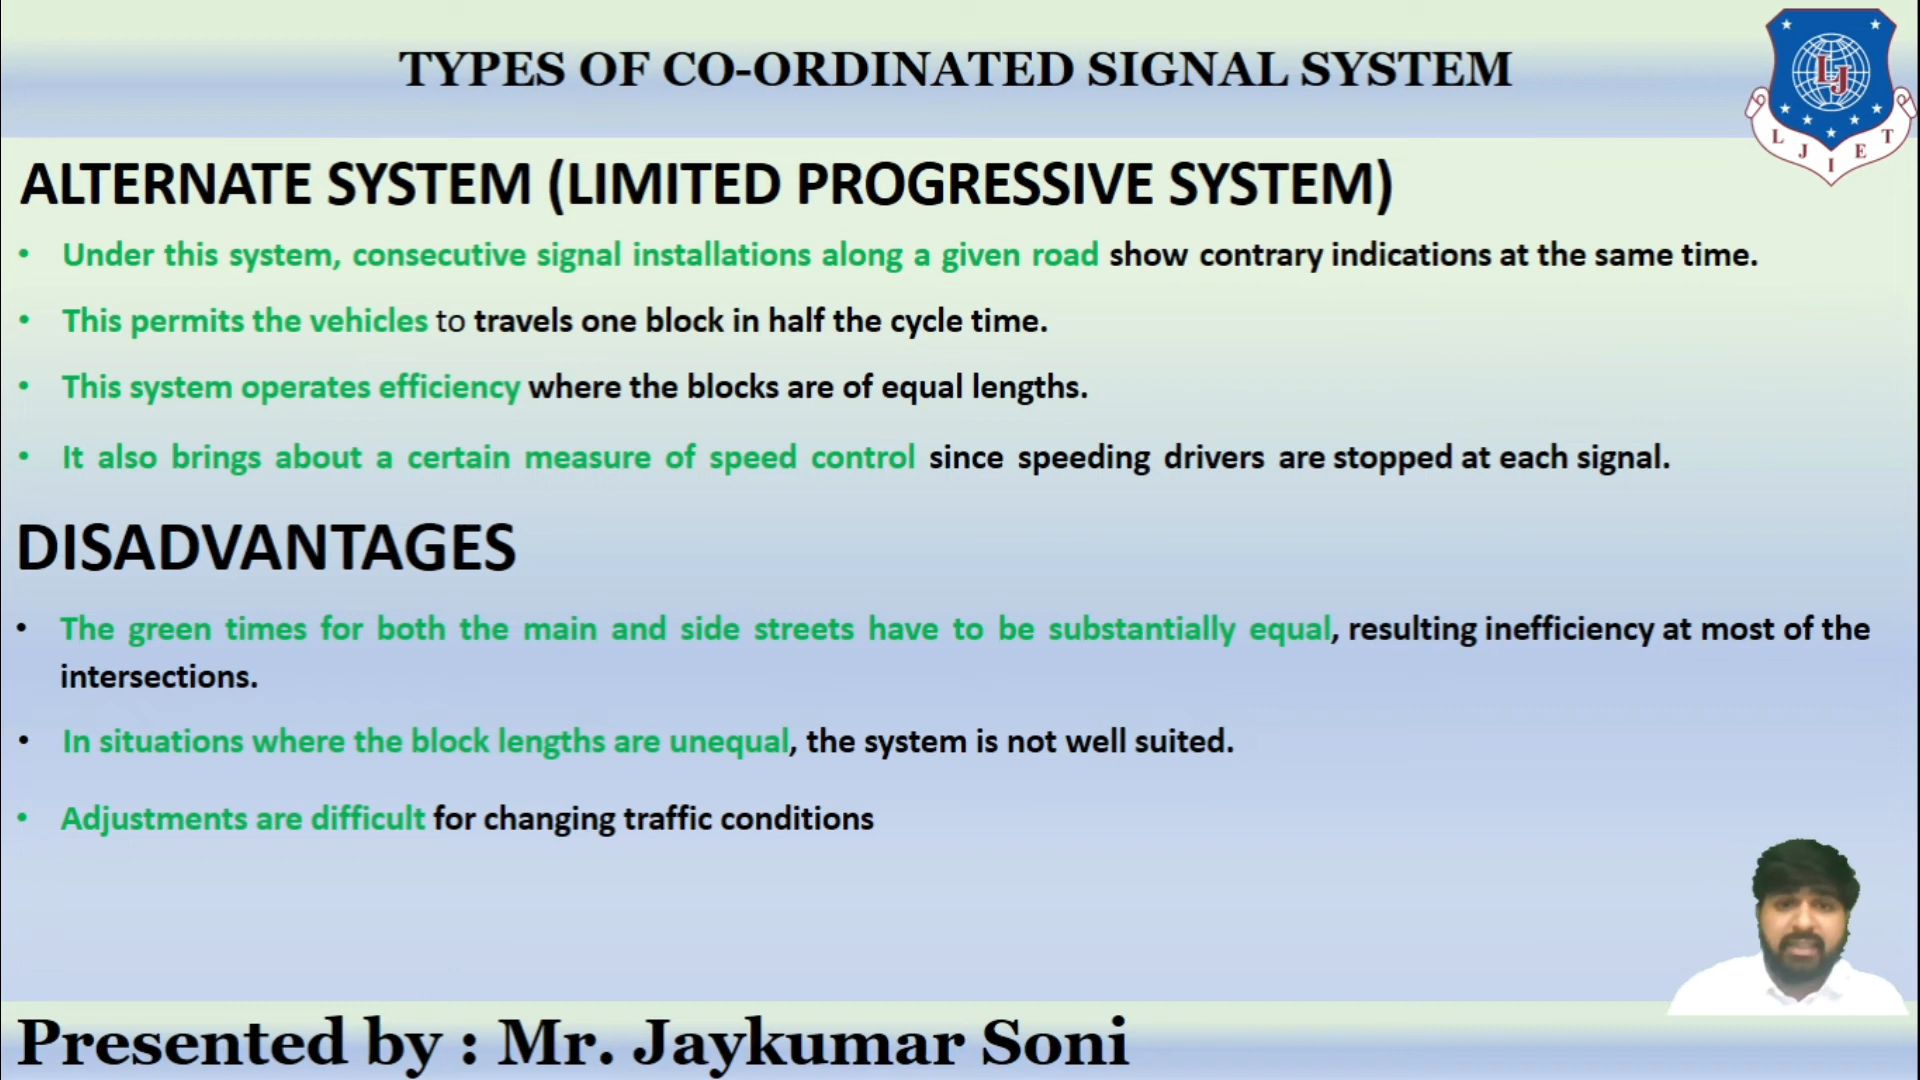 TYPES OF CO-ORDINATED SIGNAL SYSTEM
LJ
L J I E T
ALTERNATE SYSTEM (LIMITED PROGRESSIVE SYSTEM)
• Under this system, consecutive signal installations along a given road show contrary indications at the same time.
• This permits the vehicles to travels one block in half the cycle time.
• This system operates efficiency where the blocks are of equal lengths.
• It also brings about a certain measure of speed control since speeding drivers are stopped at each signal.
DISADVANTAGES
• The green times for both the main and side streets have to be substantially equal, resulting inefficiency at most of the
intersections.
• In situations where the block lengths are unequal, the system is not well suited.
• Adjustments are difficult for changing traffic conditions
Presented by : Mr. Jaykumar Soni